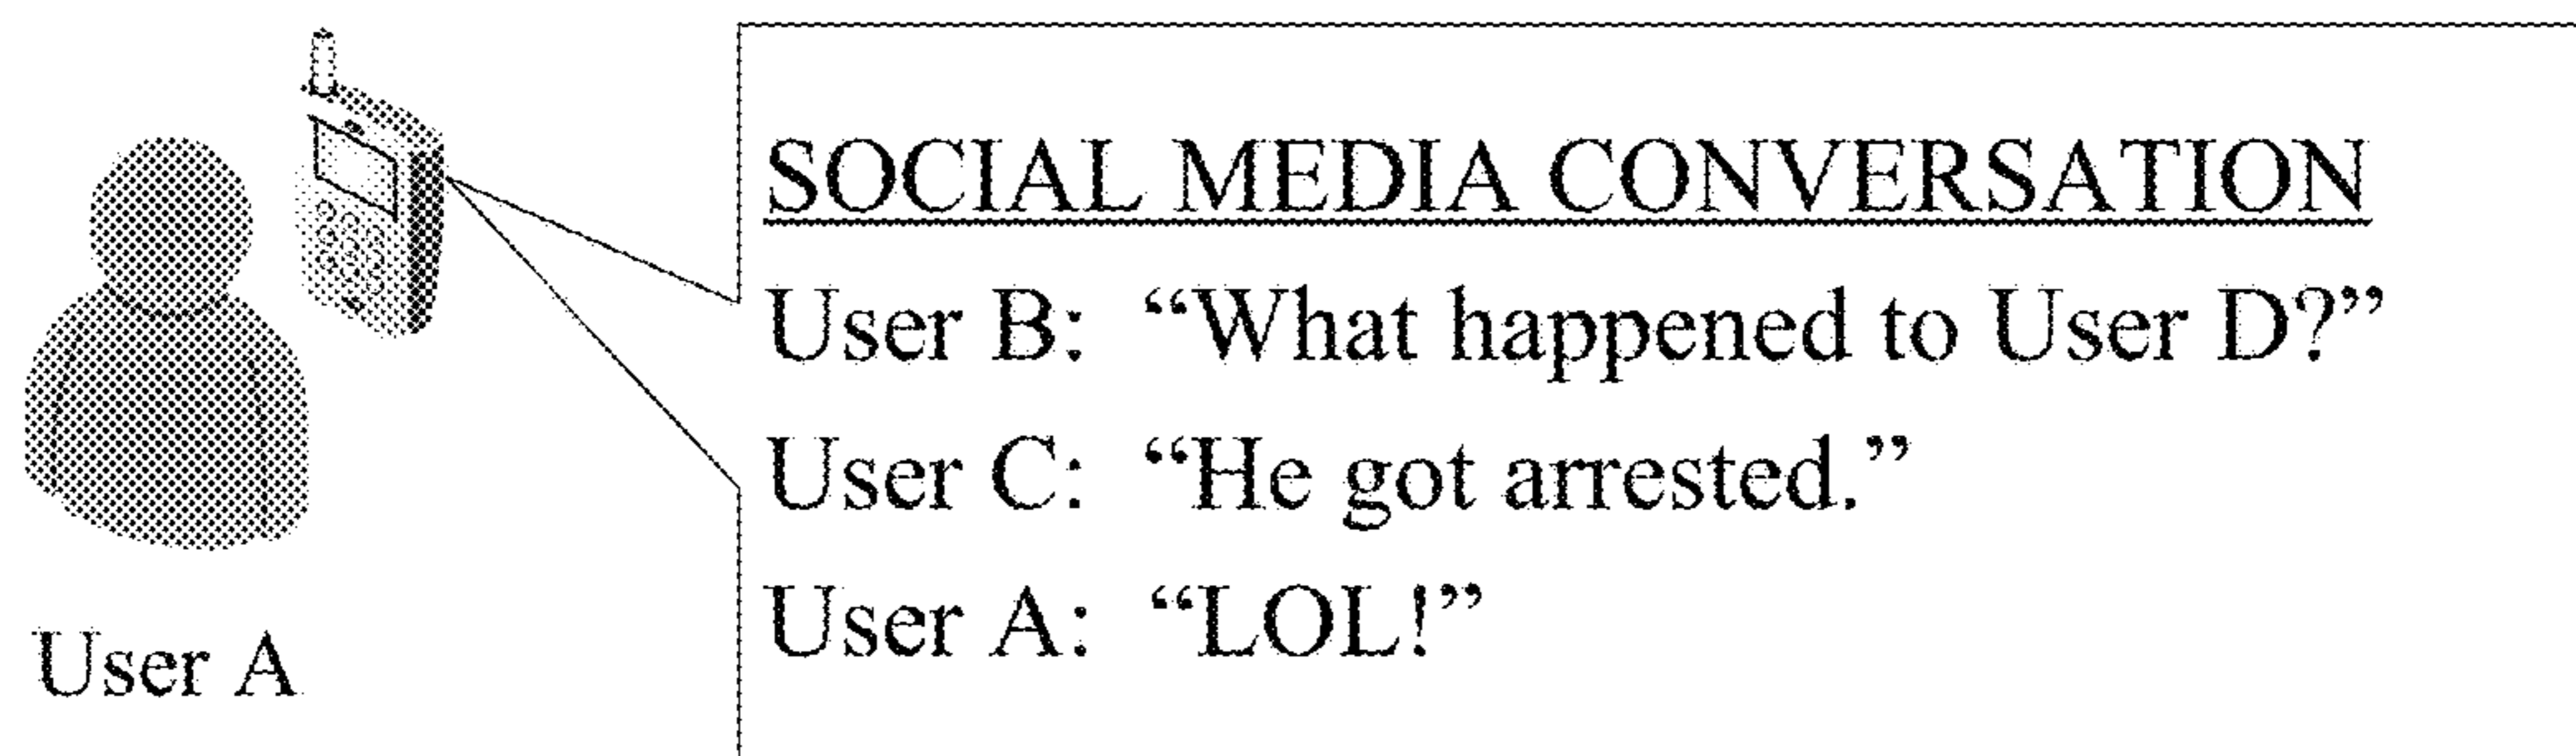 SOCIAL MEDIA CONVERSATION
User B: “What happened to User D?”
User C: “He got arrested.”
User A: “LOL!”
User A